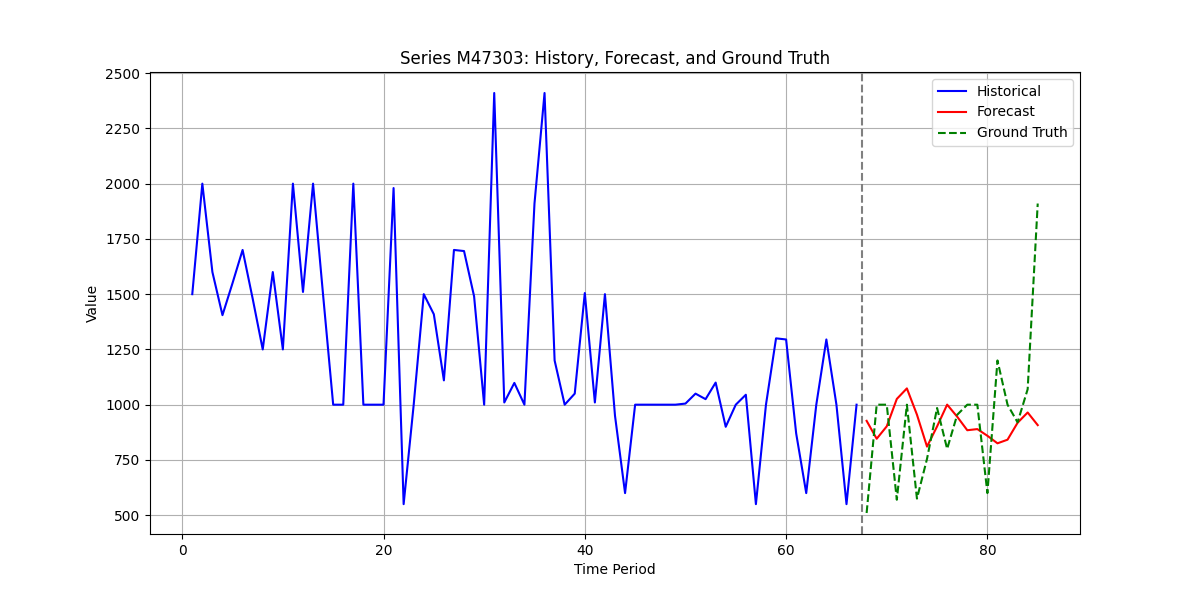 Series M47303: History, Forecast, and Ground Truth
Value
2500
2250
2000
1750
1500
1250
1000
750
500
Historical
Forecast
Ground Truth
0 20 40 60 80
Time Period